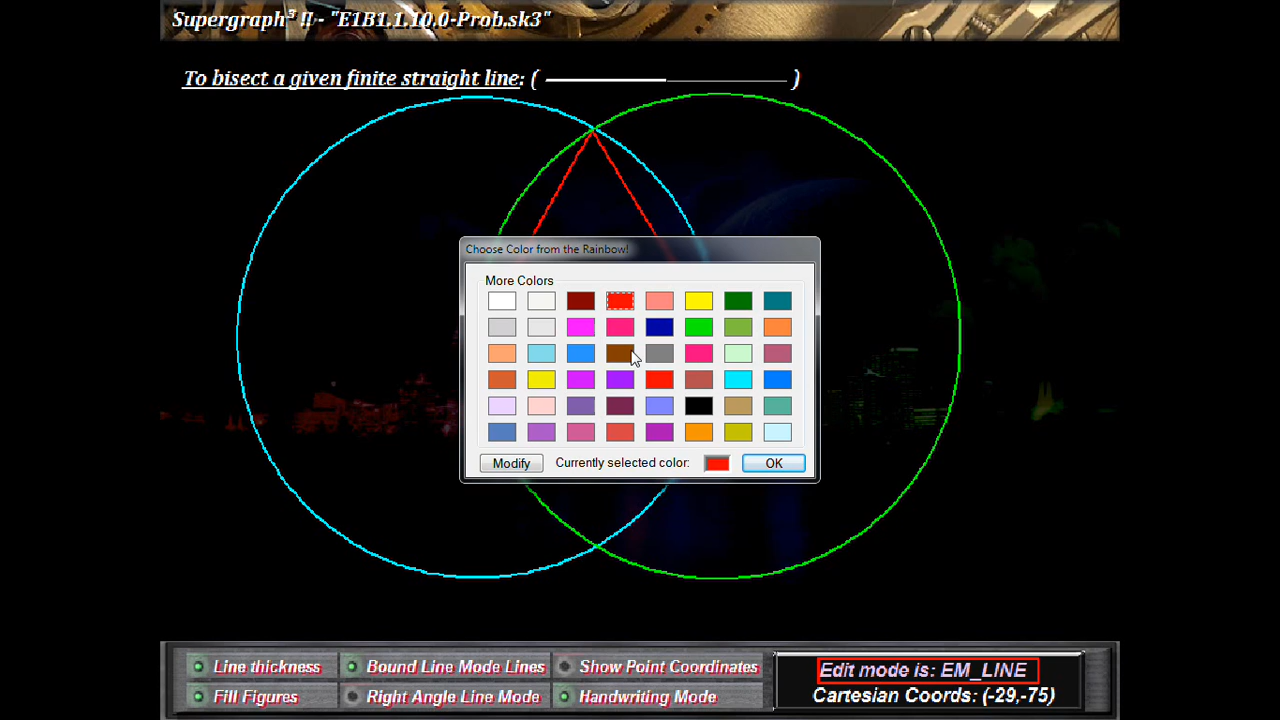 Supergraph³ !! - "E1B1.1.10.0-Prob.sk3"
To bisect a given finite straight line: ( )
Choose Color from the Rainbow!
More Colors
Modify Currently selected color: OK
Line thickness Bound Line Mode Lines Show Point Coordinates Edit mode is: EM_LINE
Fill Figures Right Angle Line Mode Handwriting Mode Cartesian Coords: (-29,-75)